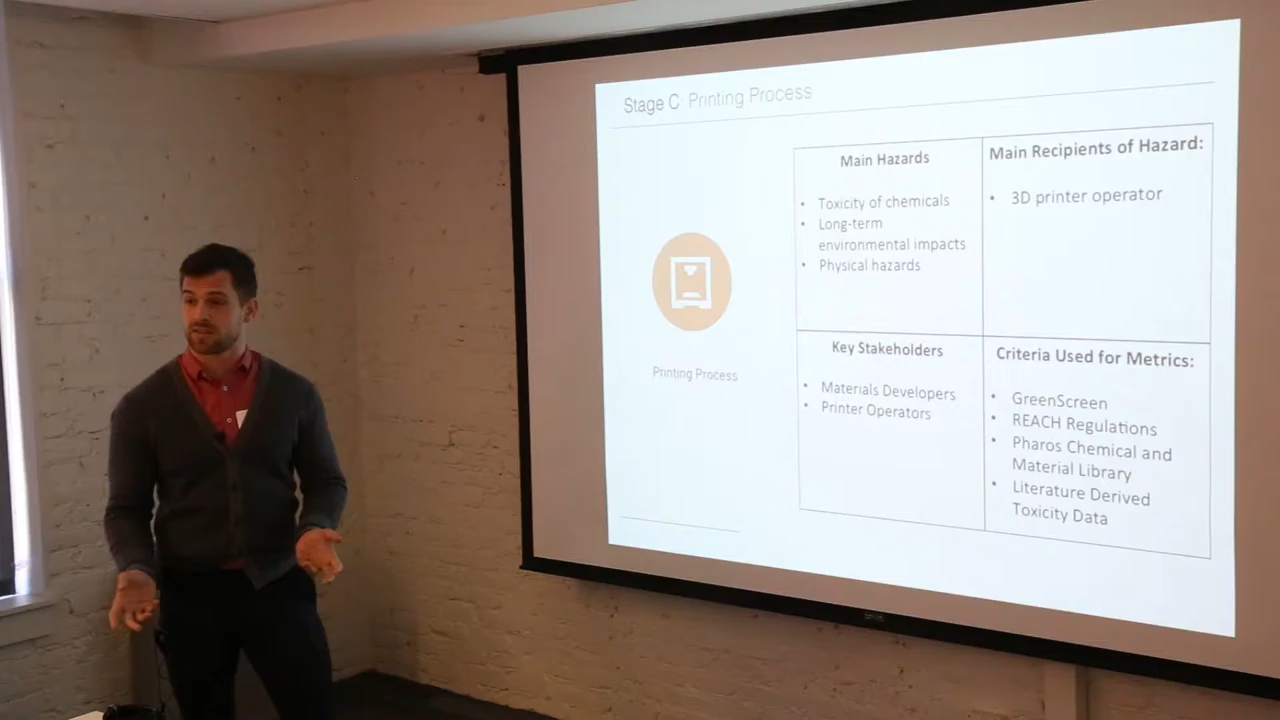 Stage C: Printing Process
Main Hazards
• Toxicity of chemicals
• Long-term
environmental impacts
• Physical hazards
Main Recipients of Hazard:
• 3D printer operator
Printing Process
Key Stakeholders
• Materials Developers
• Printer Operators
Criteria Used for Metrics:
• GreenScreen
• REACH Regulations
• Pharos Chemical and
Material Library
• Literature Derived
Toxicity Data